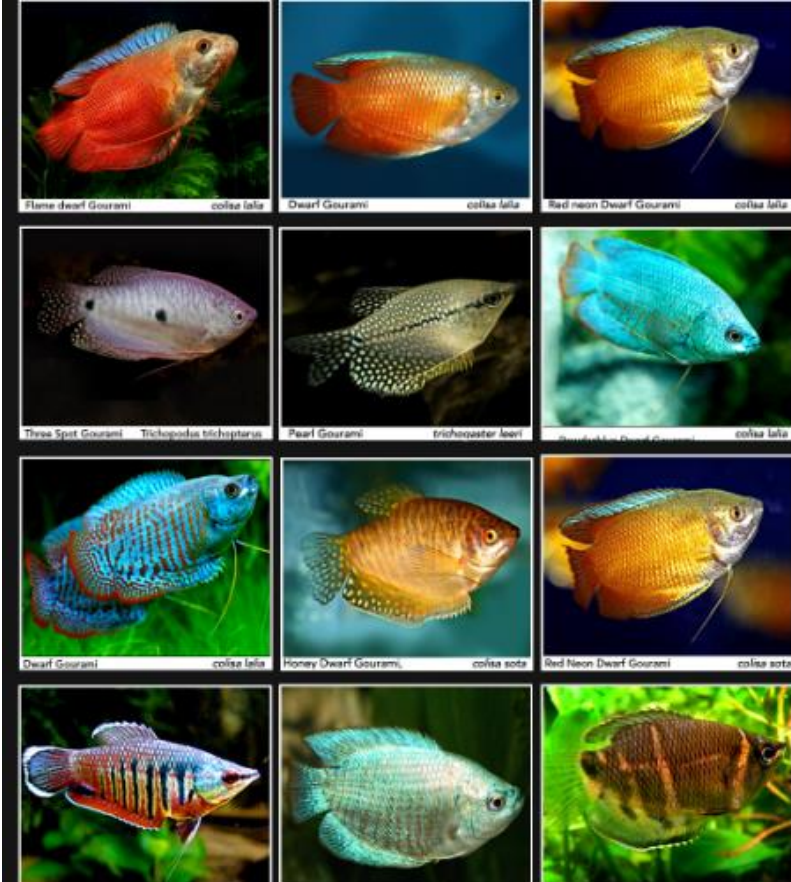 Flame dwarf Gourami colisa lalia
Dwarf Gourami colisa lalia
Red neon Dwarf Gourami colisa lalia
Three Spot Gourami Trichopodus trichopterus
Pearl Gourami trichogaster leeri
Dwarf Gourami colisa lalia
Dwarf Gourami colisa lalia
Honey Dwarf Gourami, colisa sota
Red Neon Dwarf Gourami colisa sota